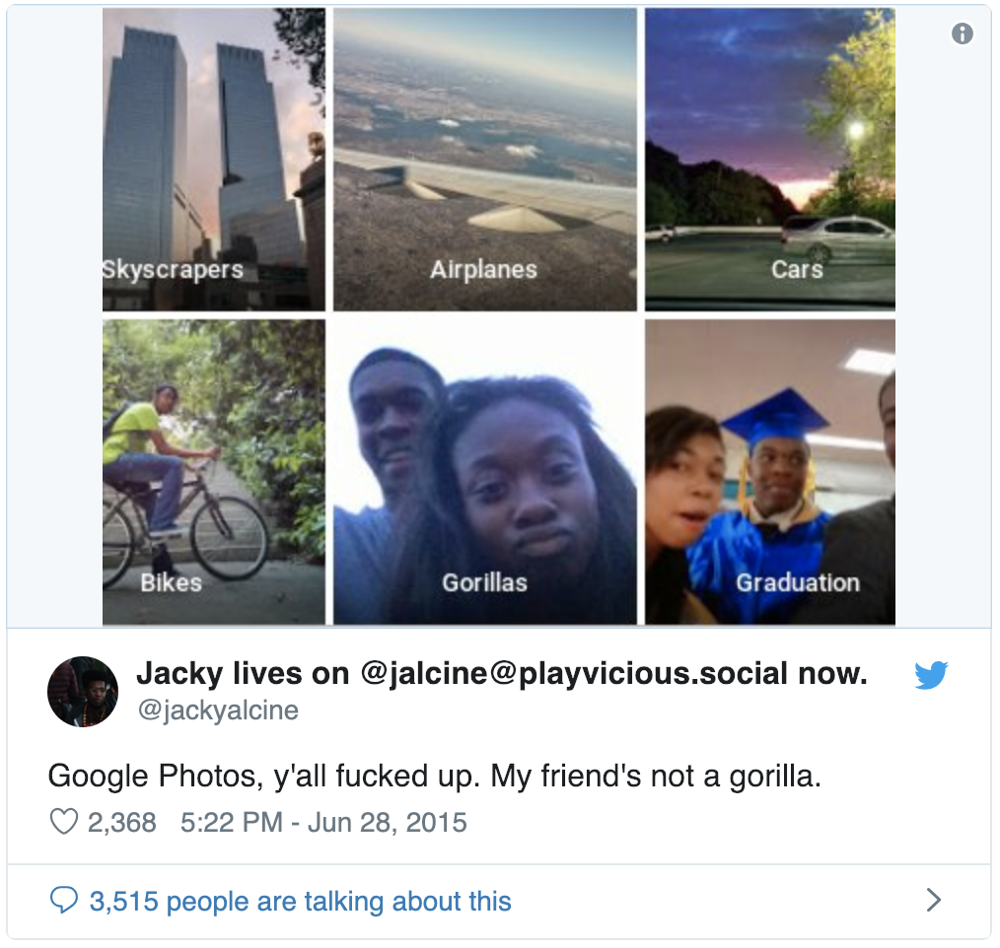 Skyscrapers
Airplanes
Cars
Bikes
Gorillas
Graduation
Jacky lives on @jalcine@playvicious.social now.
@jackyalcine
Google Photos, y'all fucked up. My friend's not a gorilla.
2,368 5:22 PM - Jun 28, 2015
3,515 people are talking about this